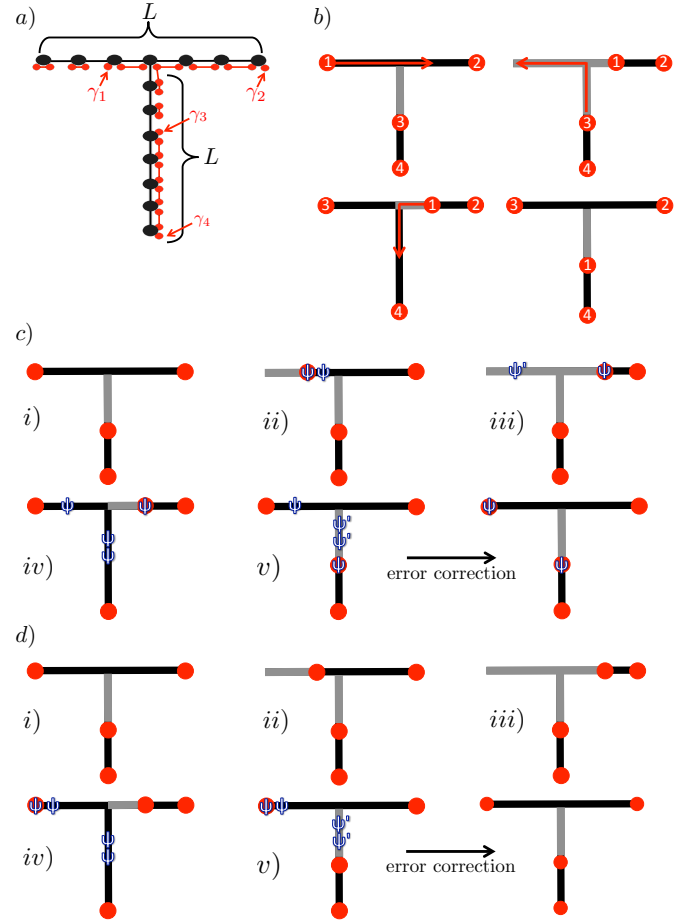 a)
L
γ1
γ2
γ3
L
γ4
b)
1 2
3
4
1 2
3
4
3 1 2
4
3 2
1
4
c)
i)
ψ ψ
ii)
ψ' ψ
iii)
ψ ψ
ψ
ψ
iv)
ψ
ψ'
ψ'
ψ
v)
error correction
ψ
ψ
d)
i)
ii)
iii)
ψ ψ
ψ
ψ
iv)
ψ ψ
ψ'
ψ'
v)
error correction